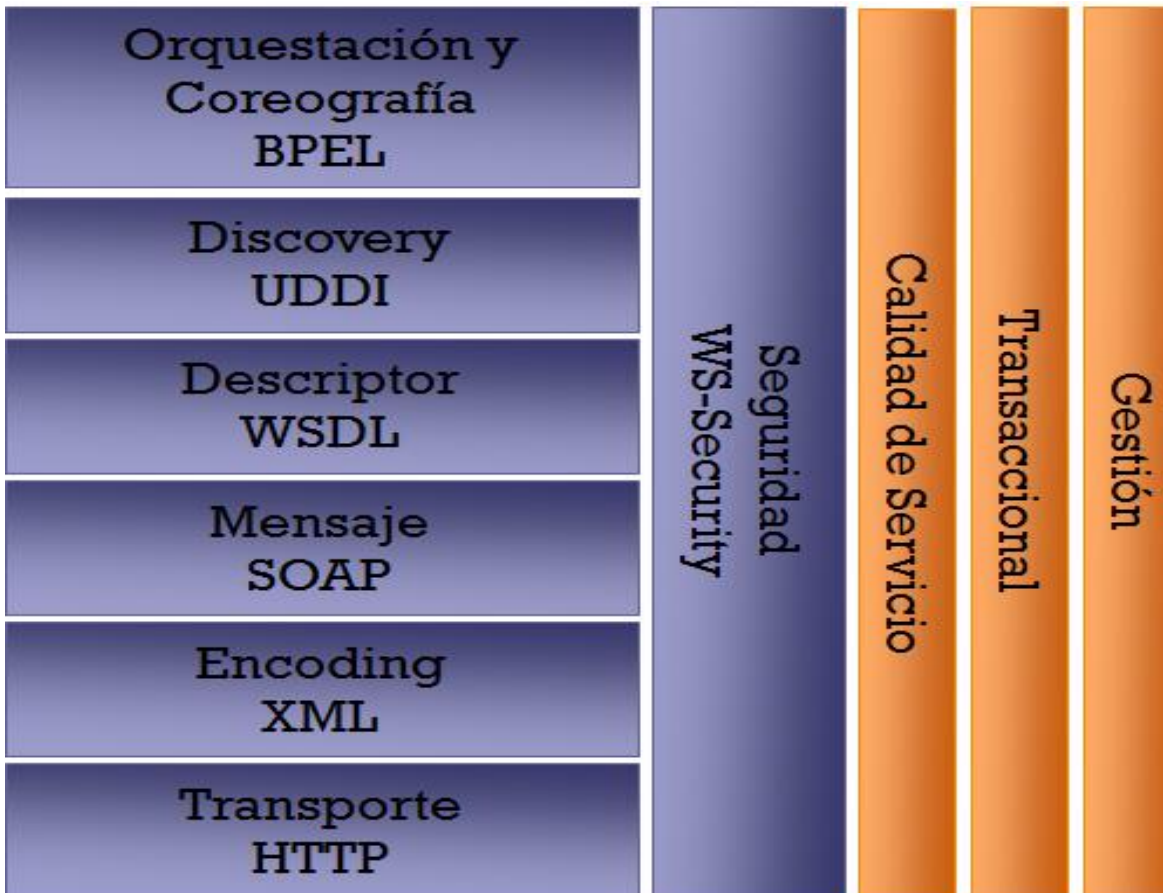 Orquestación y
Coreografía
BPEL
Discovery
UDDI
Descriptor
WSDL
Mensaje
SOAP
Encoding
XML
Transporte
HTTP
Seguridad
WS-Security
Calidad de Servicio
Transaccional
Gestión